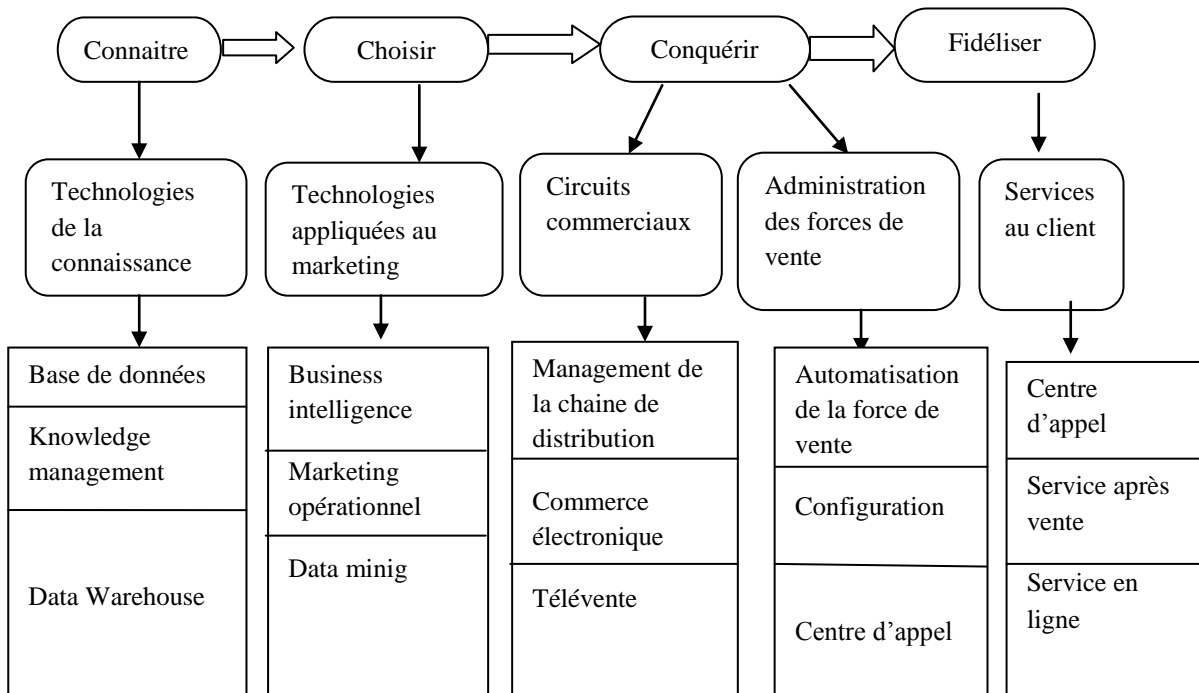 Connaitre
Choisir
Conquérir
Fidéliser
Technologies
de la
connaissance
Technologies
appliquées au
marketing
Circuits
commerciaux
Administration
des forces de
vente
Services
au client
Base de données
Knowledge
management
Data Warehouse
Business
intelligence
Marketing
opérationnel
Data minig
Management de
la chaine de
distribution
Commerce
électronique
Télévente
Automatisation
de la force de
vente
Configuration
Centre d’appel
Centre
d’appel
Service après
vente
Service en
ligne